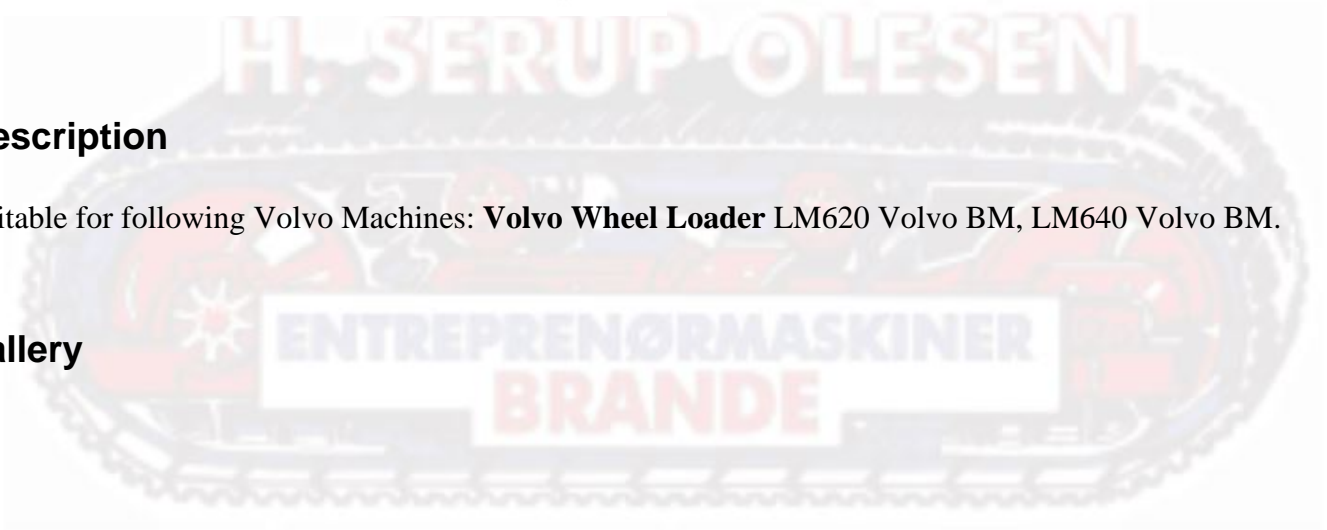 H. SERUP OLESEN
escription
itable for following Volvo Machines: Volvo Wheel Loader LM620 Volvo BM, LM640 Volvo BM.
ENTREPRENØRMASKINER
allery
BRANDE